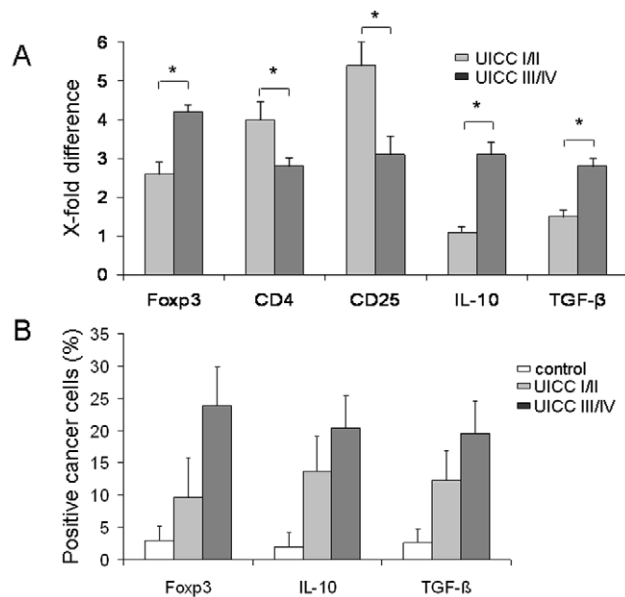 A
X-fold difference
6
5
4
3
2
1
0
*
*
*
*
*
UICC I/II
UICC III/IV
Foxp3 CD4 CD25 IL-10 TGF-β
B
Positive cancer cells (%)
35
30
25
20
15
10
5
0
control
UICC I/II
UICC III/IV
Foxp3 IL-10 TGF-ß